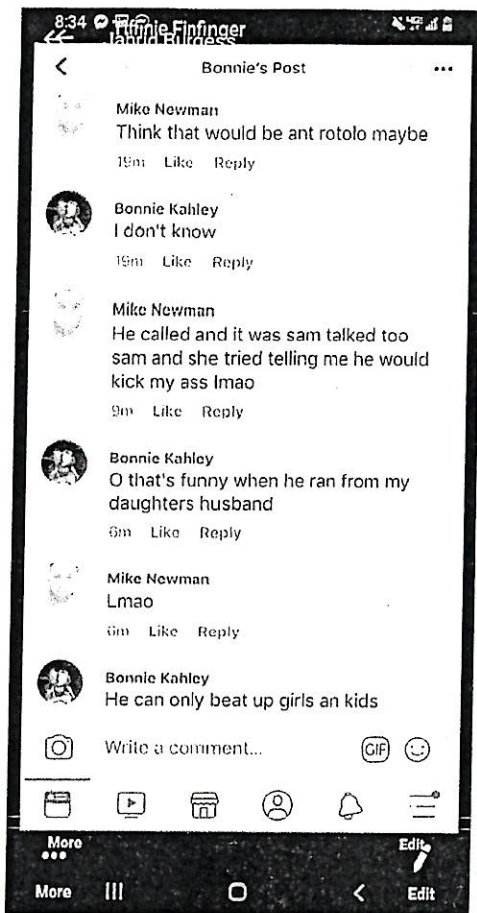 8:34
Tiffinie Finfinger
Jahvid Burgess
Bonnie's Post
Mike Newman
Think that would be ant rotolo maybe
19m Like Reply
Bonnie Kahley
I don't know
19m Like Reply
Mike Newman
He called and it was sam talked too
sam and she tried telling me he would
kick my ass lmao
9m Like Reply
Bonnie Kahley
O that's funny when he ran from my
daughters husband
6m Like Reply
Mike Newman
Lmao
6m Like Reply
Bonnie Kahley
He can only beat up girls an kids
Write a comment...
GIF
More
Edit
More
Edit